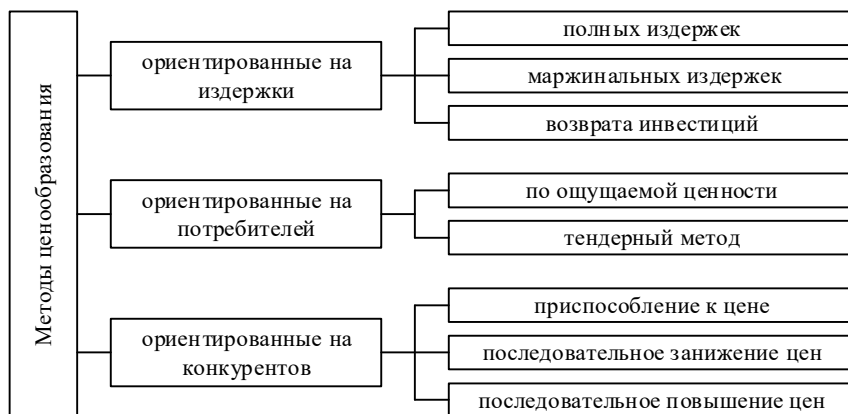 Методы ценообразования
ориентированные на
издержки
полных издержек
маржинальных издержек
возврата инвестиций
ориентированные на
потребителей
по ощущаемой ценности
тендерный метод
ориентированные на
конкурентов
приспособление к цене
последовательное занижение цен
последовательное повышение цен